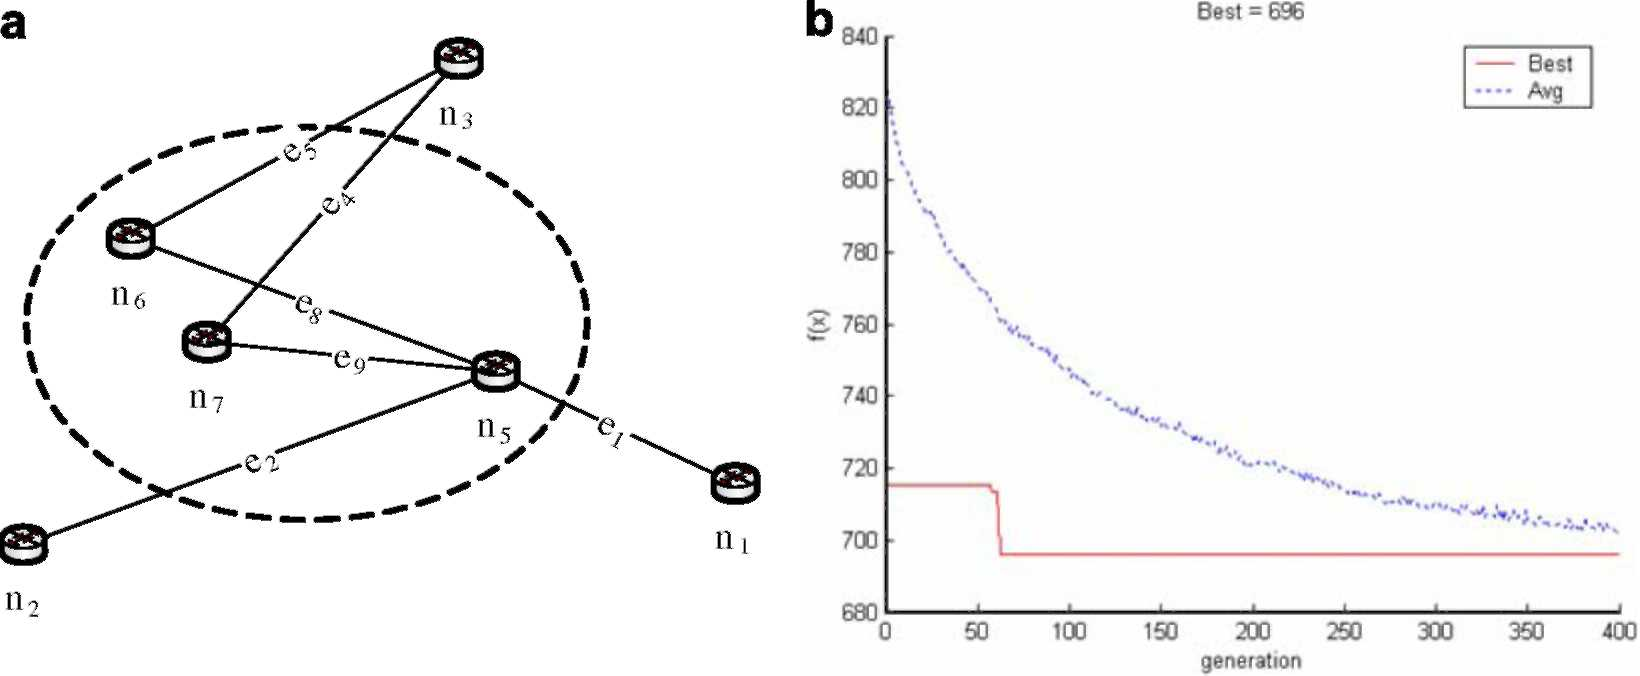 a
n3
e5
e4
n6
e8
e9
n7
n5
e1
e2
n1
n2
b
Best = 696
840
820
800
780
760
740
720
700
680
f(x)
Best
Avg
0 50 100 150 200 250 300 350 400
generation